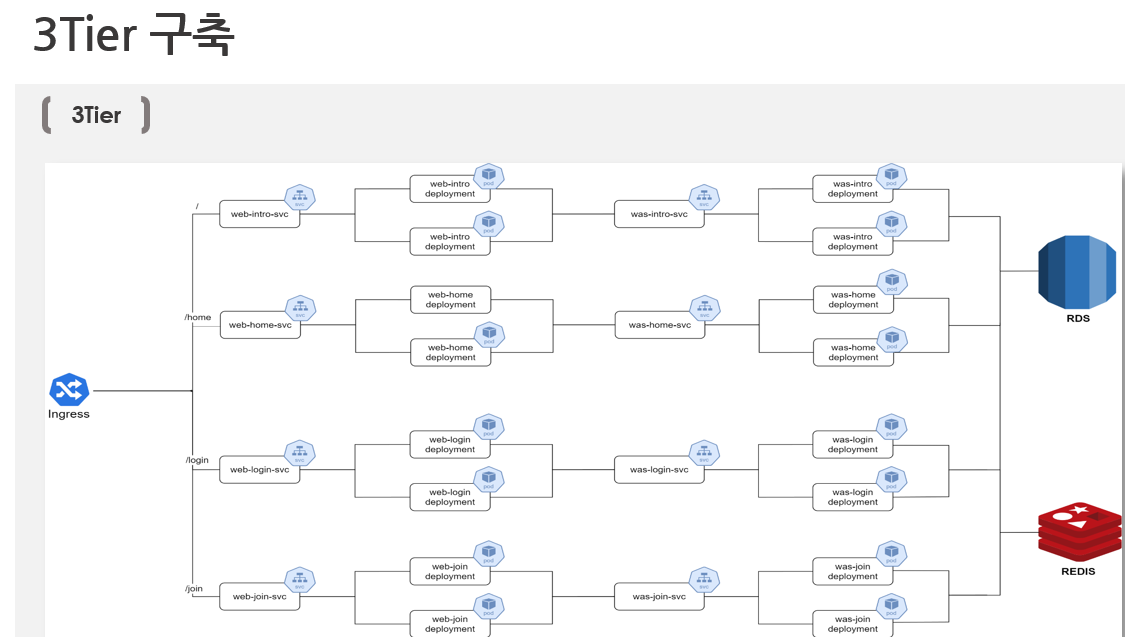 3Tier 구축
3Tier
/
web-intro-svc
svc
web-intro
deployment
pod
web-intro
deployment
pod
was-intro-svc
svc
was-intro
deployment
pod
was-intro
deployment
pod
/home
web-home-svc
svc
web-home
deployment
web-home
deployment
pod
was-home-svc
svc
was-home
deployment
pod
was-home
deployment
pod
RDS
Ingress
/login
web-login-svc
svc
web-login
deployment
pod
web-login
deployment
pod
was-login-svc
svc
was-login
deployment
pod
was-login
deployment
pod
/join
web-join-svc
svc
web-join
deployment
pod
web-join
deployment
pod
was-join-svc
svc
was-join
deployment
pod
was-join
deployment
pod
REDIS